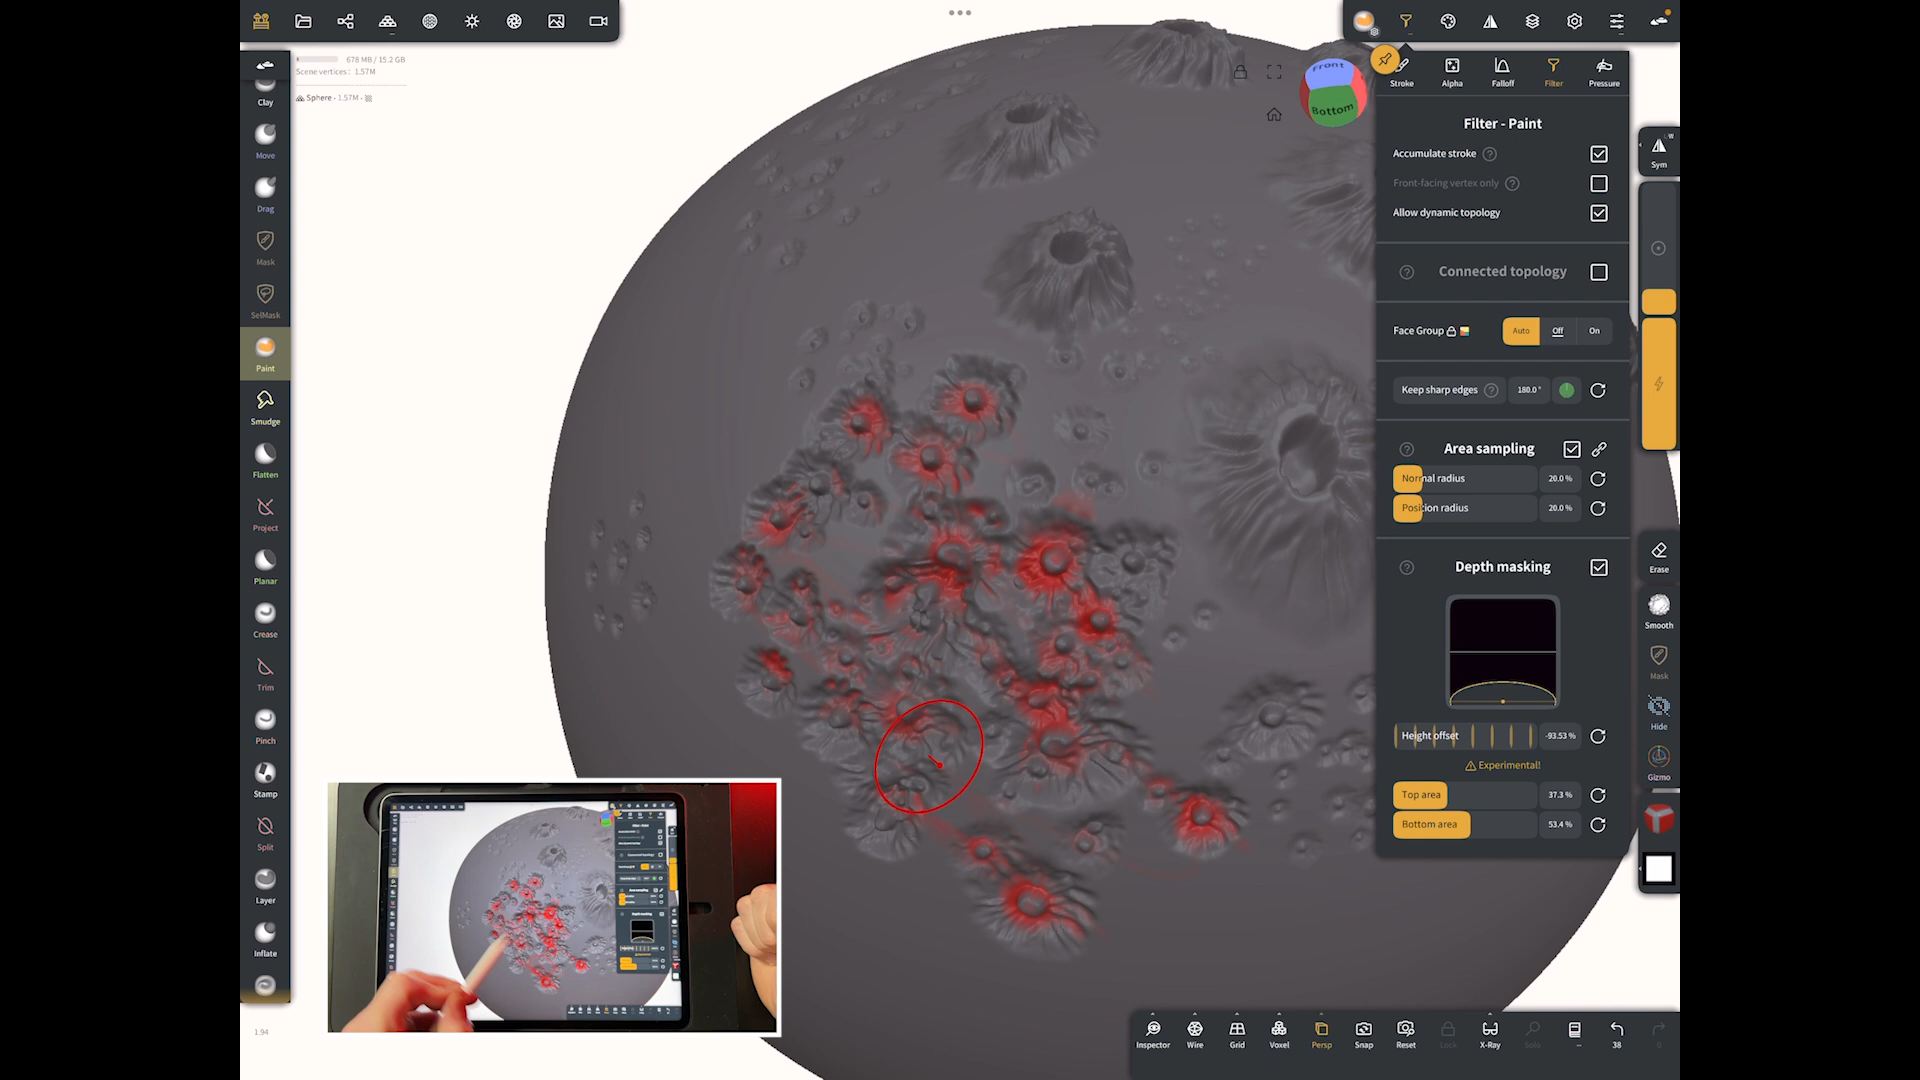 678 MB / 15.2 GB
Scene vertices: 1.57M
Sphere • 1.57M •
Front
Bottom
Clay
Move
Drag
Mask
SelMask
Paint
Smudge
Flatten
Project
Planar
Crease
Trim
Pinch
Stamp
Split
Layer
Inflate
1.94
Stroke
Alpha
Falloff
Filter
Pressure
Filter - Paint
Accumulate stroke ?
Front-facing vertex only ?
Allow dynamic topology
? Connected topology
Face Group
Auto
Off
On
Keep sharp edges ? 180.0 °
? Area sampling
Normal radius 20.0 %
Position radius 20.0 %
? Depth masking
Height offset -93.53 %
Experimental!
Top area 37.3 %
Bottom area 53.4 %
Sym
Erase
Smooth
Mask
Hide
Gizmo
Inspector
Wire
Grid
Voxel
Persp
Snap
Reset
Lock
X-Ray
Solo
38
0